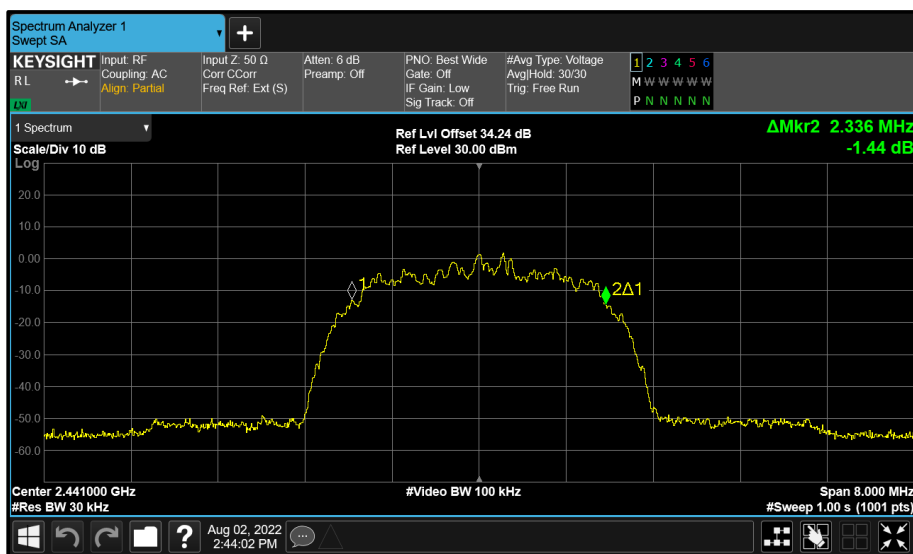 Spectrum Analyzer 1
Swept SA
KEYSIGHT
RL
LXI
Input: RF
Coupling: AC
Align: Partial
Input Z: 50 Ω
Corr CCorr
Freq Ref: Ext (S)
Atten: 6 dB
Preamp: Off
PNO: Best Wide
Gate: Off
IF Gain: Low
Sig Track: Off
#Avg Type: Voltage
Avg|Hold: 30/30
Trig: Free Run
1 2 3 4 5 6
M W W W W W
P N N N N N
1 Spectrum
Scale/Div 10 dB
Log
Ref Lvl Offset 34.24 dB
Ref Level 30.00 dBm
ΔMkr2 2.336 MHz
-1.44 dB
20.0
10.0
0.00
-10.0
-20.0
-30.0
-40.0
-50.0
-60.0
1
2Δ1
Center 2.441000 GHz
#Res BW 30 kHz
#Video BW 100 kHz
Span 8.000 MHz
#Sweep 1.00 s (1001 pts)
?
Aug 02, 2022
2:44:02 PM